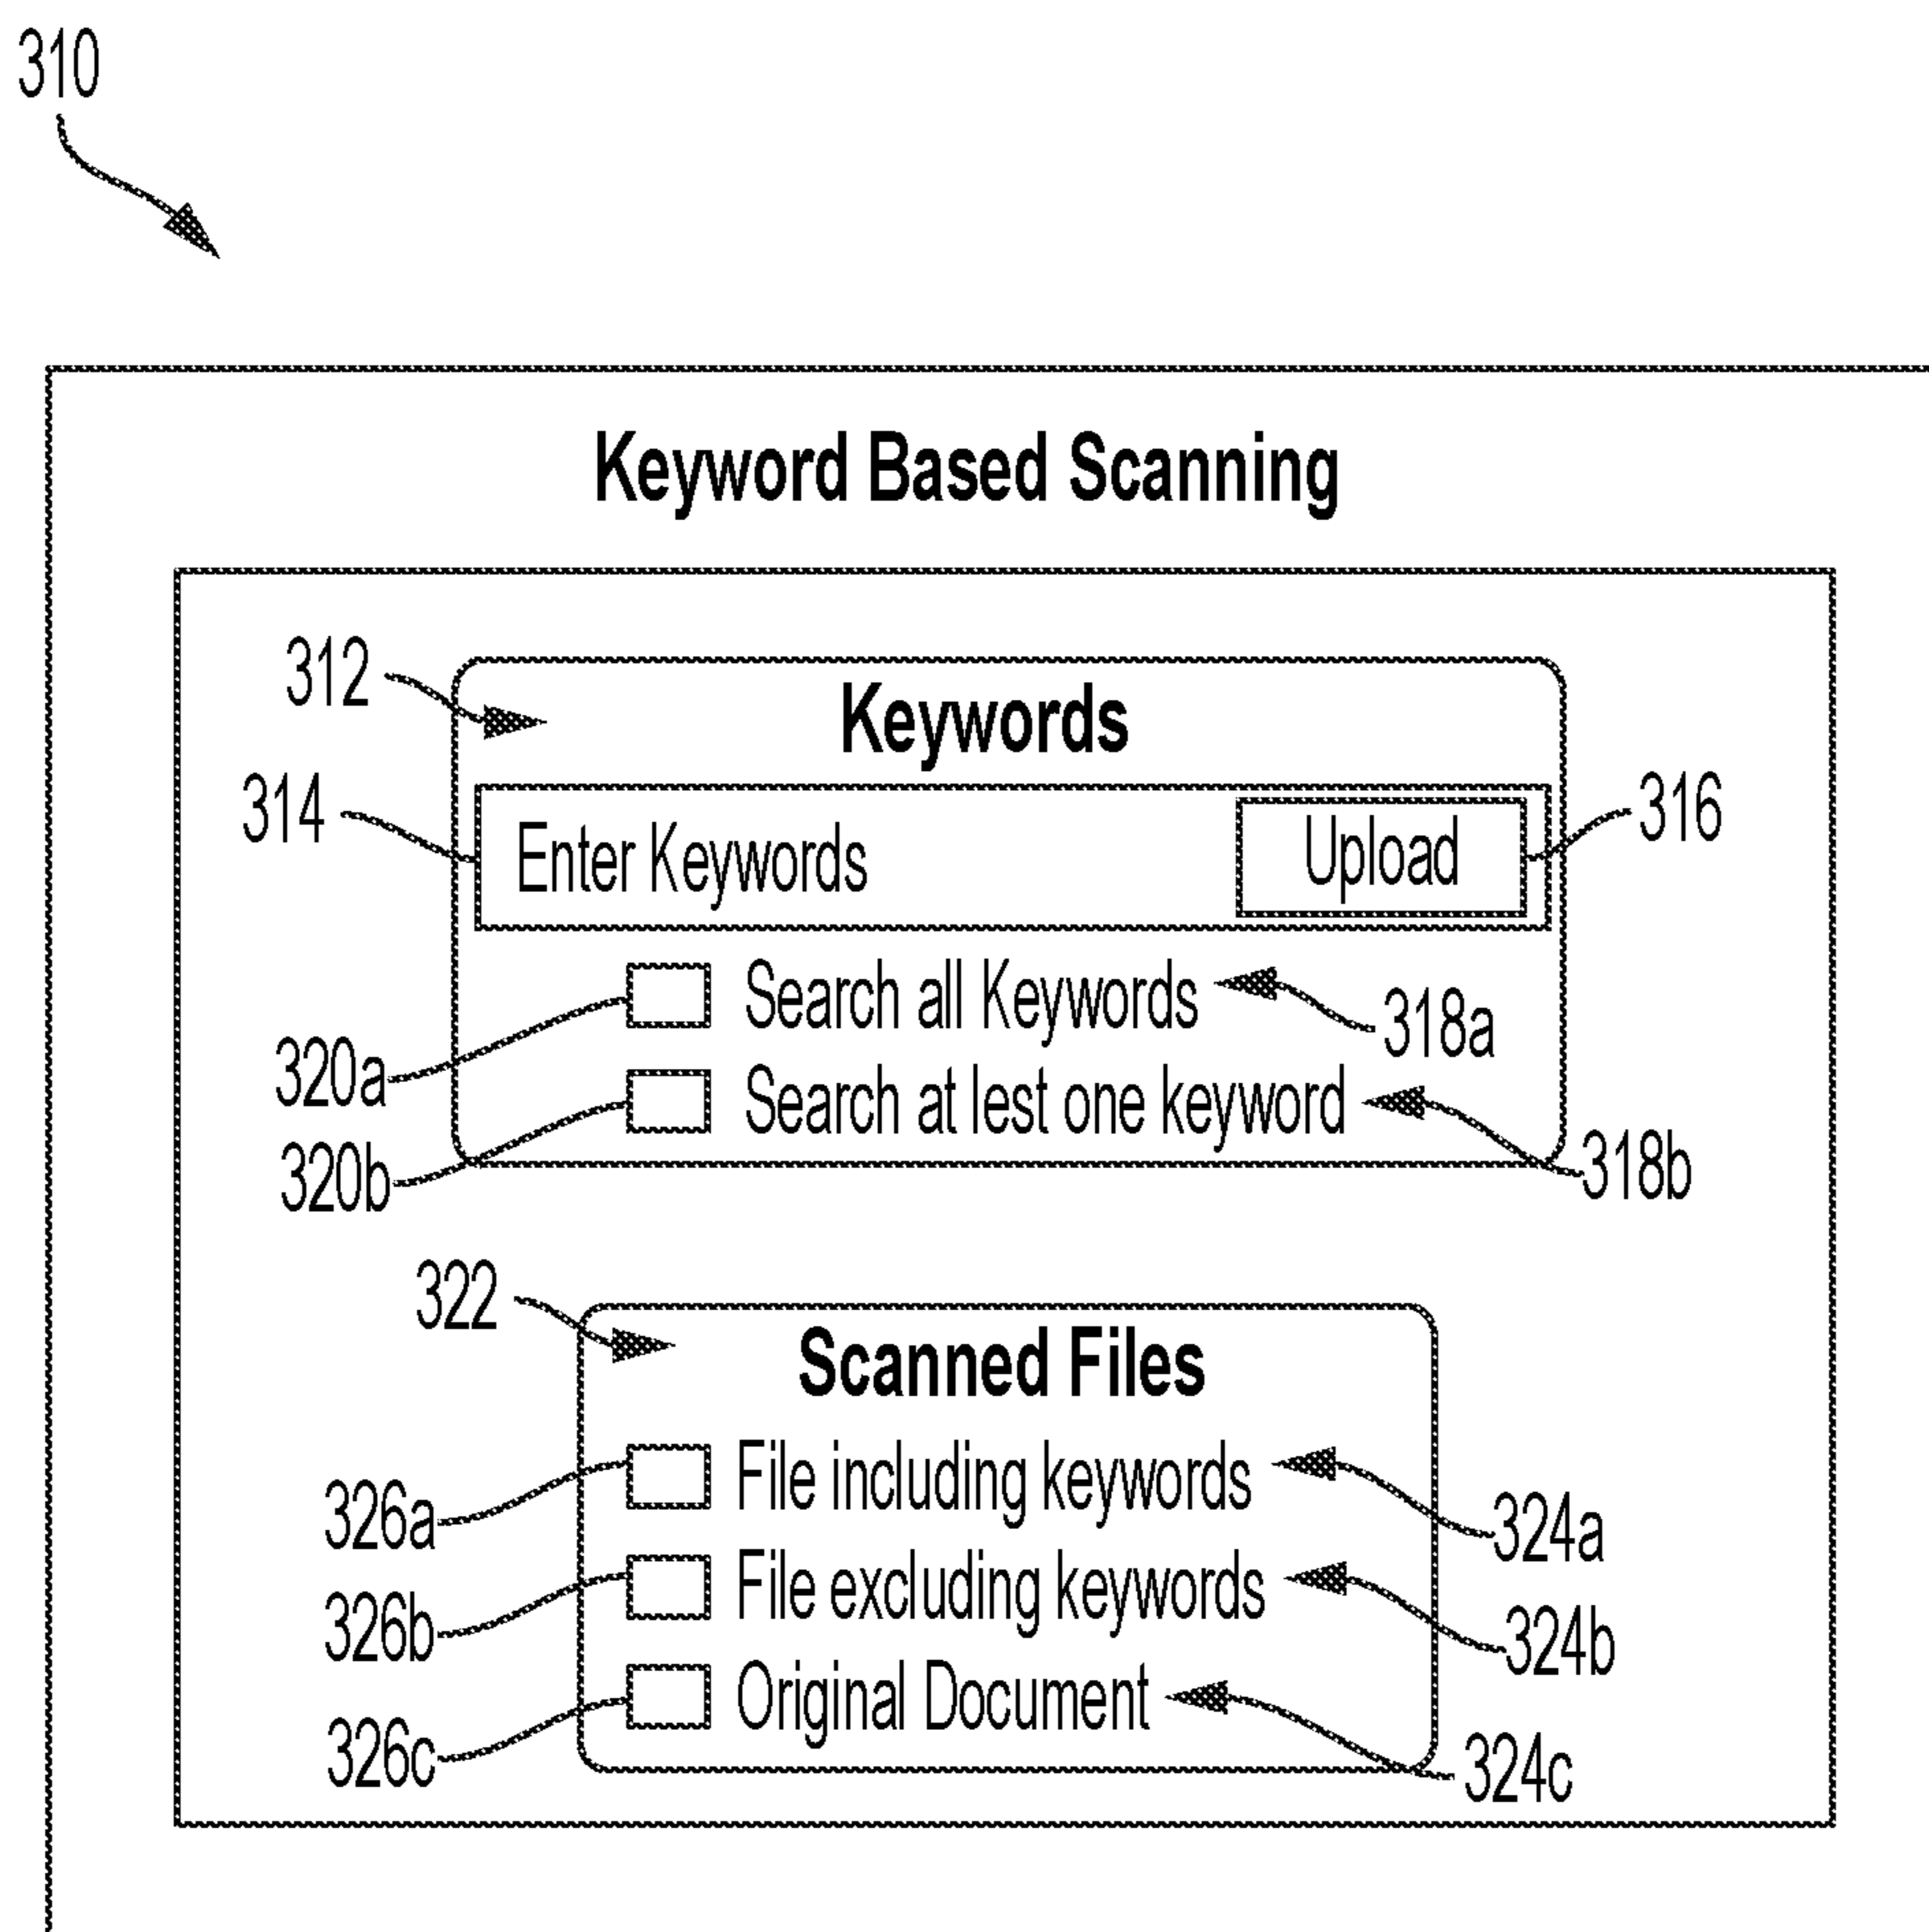 310
Keyword Based Scanning
312
Keywords
314
Enter Keywords
Upload
316
Search all Keywords
318a
320a
Search at lest one keyword
318b
320b
322
Scanned Files
File including keywords
326a
324a
File excluding keywords
326b
324b
Original Document
326c
324c